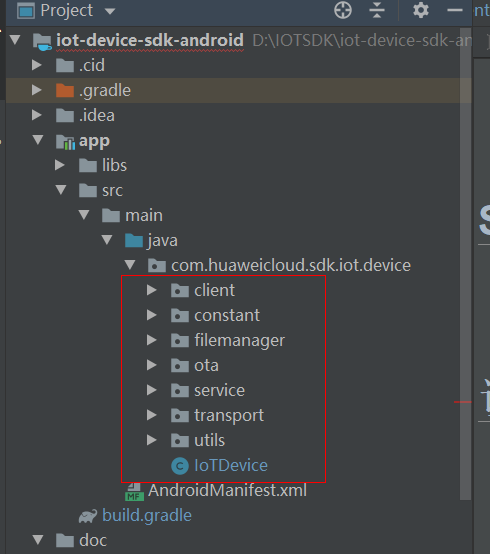 Project
iot-device-sdk-android D:\IOTSDK\iot-device-sdk-an
.cid
.gradle
.idea
app
libs
src
main
java
com.huaweicloud.sdk.iot.device
client
constant
filemanager
ota
service
transport
utils
C IoTDevice
MF AndroidManifest.xml
build.gradle
doc